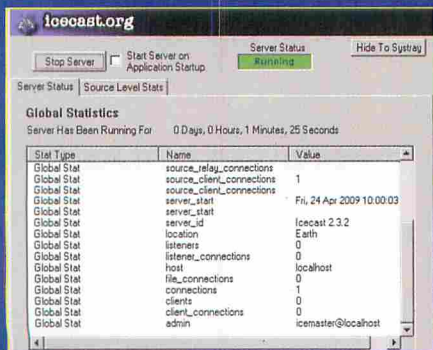 icecast.org
Stop Server
Start Server on
Application Startup
Server Status
Running
Hide To Systray
Server Status
Source Level Stats
Global Statistics
Server Has Been Running For 0 Days, 0 Hours, 1 Minutes, 25 Seconds
Stat Type Name Value
Global Stat source_relay_connections
Global Stat source_client_connections 1
Global Stat source_client_connections
Global Stat server_start Fri, 24 Apr 2009 10:00:03
Global Stat server_start
Global Stat server_id Icecast 2.3.2
Global Stat location Earth
Global Stat listeners 0
Global Stat listener_connections 0
Global Stat host localhost
Global Stat file_connections 0
Global Stat connections 1
Global Stat clients 0
Global Stat client_connections 0
Global Stat admin icemaster@localhost